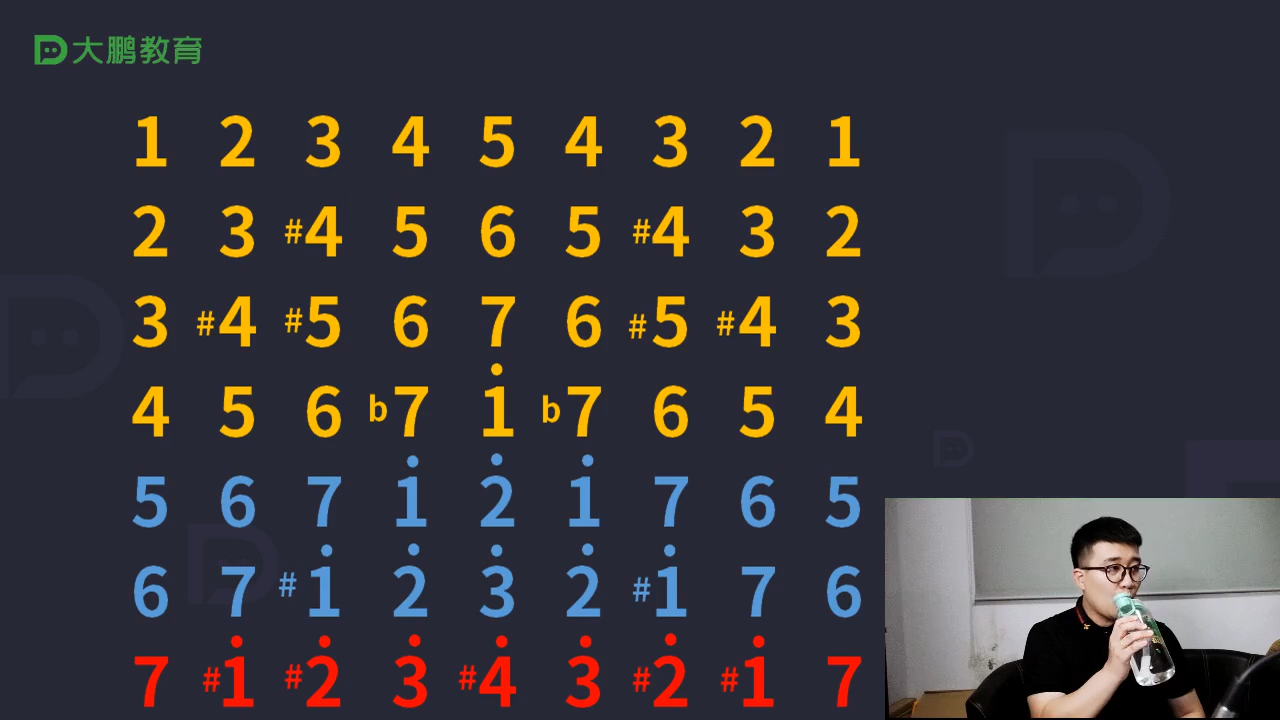 大鹏教育
1 2 3 4 5 4 3 2 1
2 3 #4 5 6 5 #4 3 2
3 #4 #5 6 7 6 #5 #4 3
4 5 6 b7 1̇ b7 6 5 4
5 6 7 1̇ 2̇ 1̇ 7 6 5
6 7 #1̇ 2̇ 3̇ 2̇ #1̇ 7 6
7 #1̇ #2̇ 3̇ #4̇ 3̇ #2̇ #1̇ 7